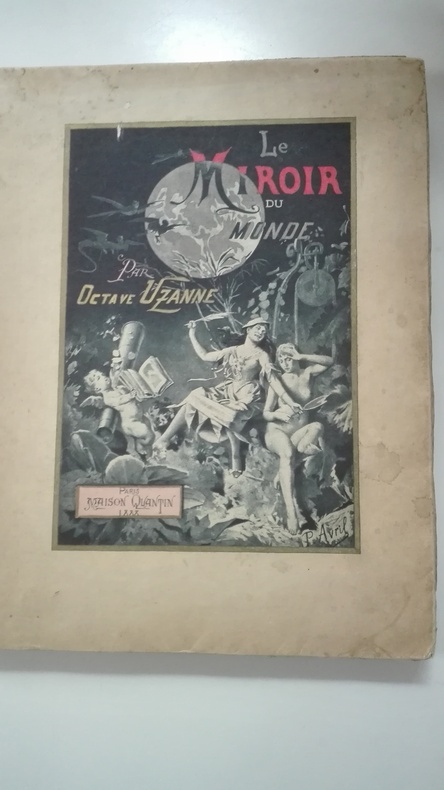 Le
MIROIR
DU
MONDE
PAR
OCTAVE UZANNE
PARIS
MAISON QUANTIN
1888
P. Avril